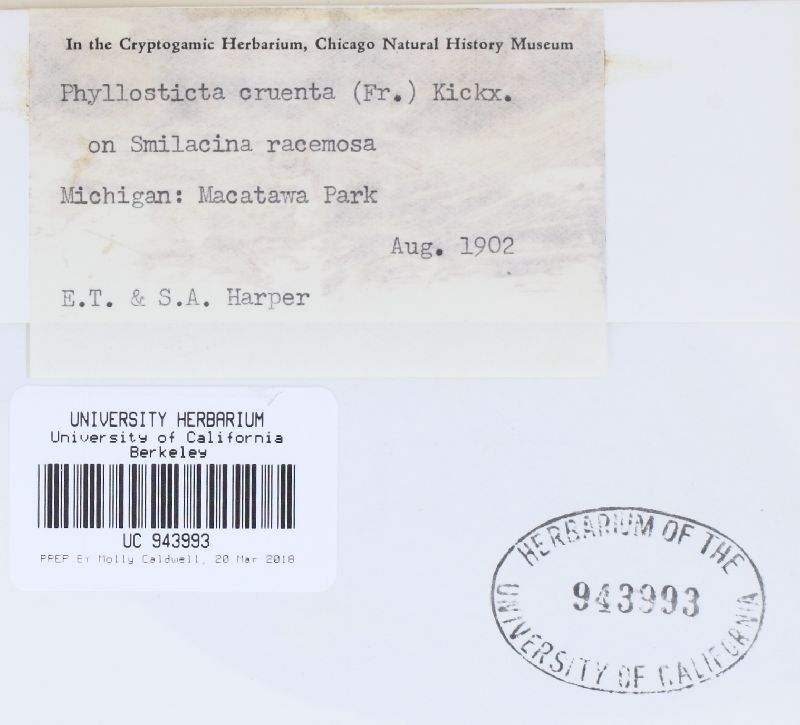 In the Cryptogamic Herbarium, Chicago Natural History Museum
Phyllosticta cruenta (Fr.) Kickx.
on Smilacina racemosa
Michigan: Macatawa Park
Aug. 1902
E.T. & S.A. Harper
UNIVERSITY HERBARIUM
University of California
Berkeley
UC 943993
PREP BY Molly Caldwell, 20 Mar 2018
HERBARIUM OF THE
943993
UNIVERSITY OF CALIFORNIA